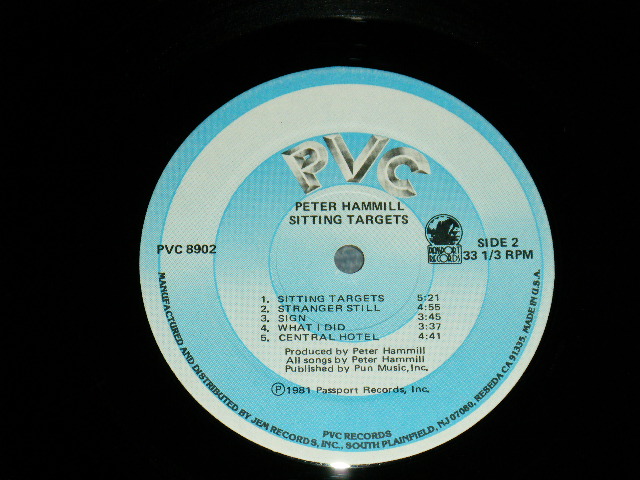 PVC
PETER HAMMILL
SITTING TARGETS
PVC 8902
PASSPORT
RECORDS
SIDE 2
33 1/3 RPM
1. SITTING TARGETS 5:21
2. STRANGER STILL 4:55
3. SIGN 3:45
4. WHAT I DID 3:37
5. CENTRAL HOTEL 4:41
Produced by Peter Hammill
All songs by Peter Hammill
Published by Pun Music, Inc.
Ⓟ 1981 Passport Records, Inc.
PVC RECORDS
MANUFACTURED AND DISTRIBUTED BY JEM RECORDS, INC., SOUTH PLAINFIELD, NJ 07080, RESEDA CA 91335. MADE IN U.S.A.